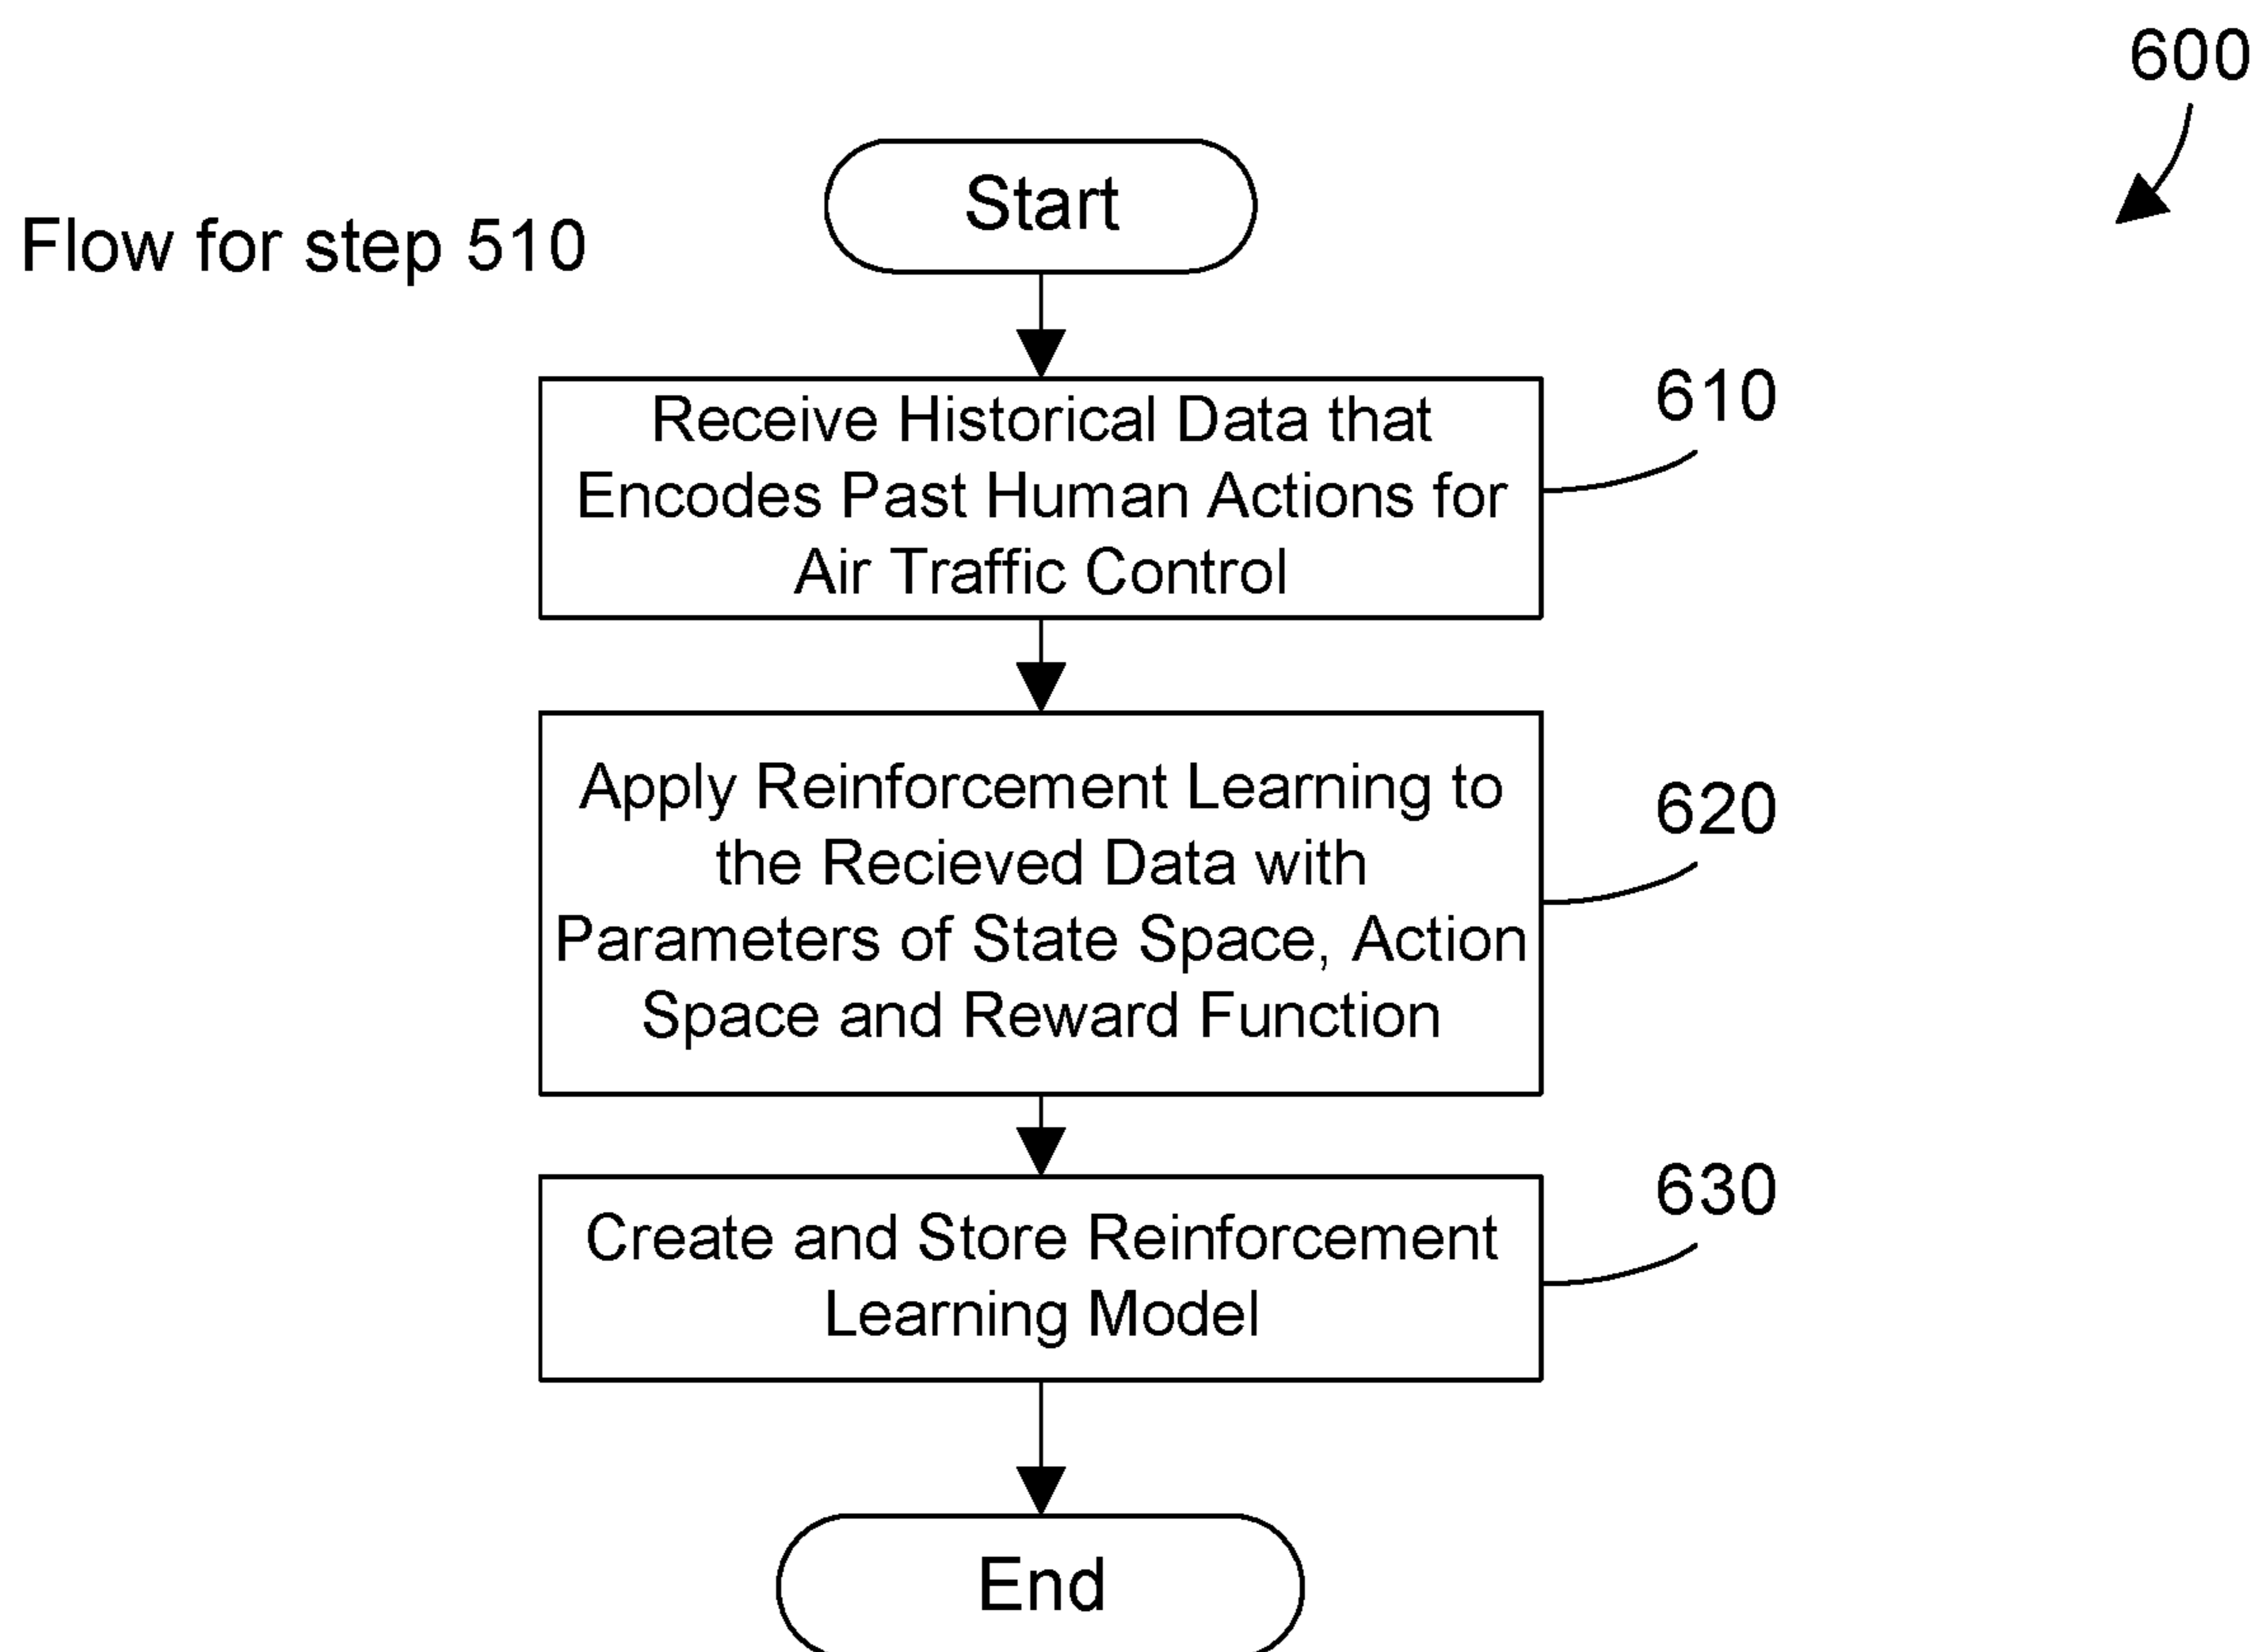 600
Start
Flow for step 510
Receive Historical Data that
Encodes Past Human Actions for
Air Traffic Control
610
Apply Reinforcement Learning to
the Recieved Data with
Parameters of State Space, Action
Space and Reward Function
620
Create and Store Reinforcement
Learning Model
630
End